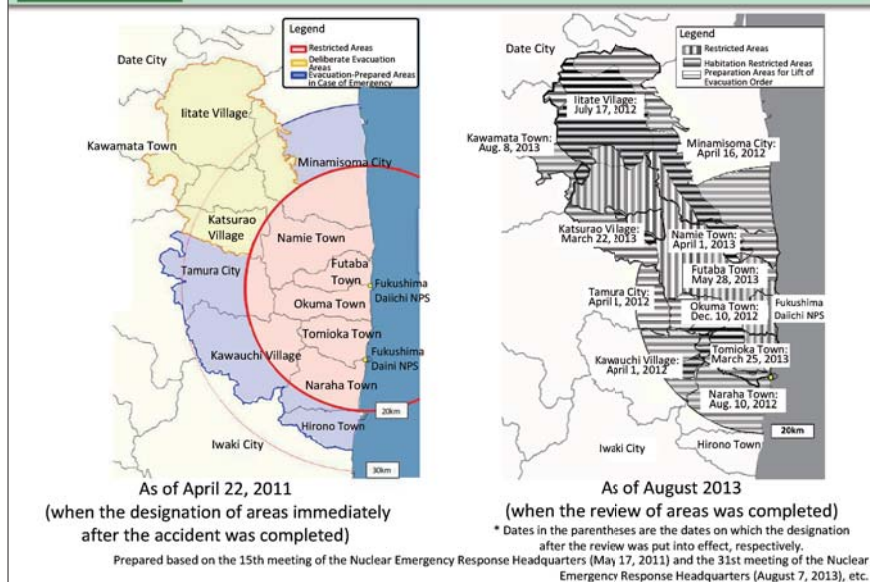 Legend
Restricted Areas
Deliberate Evacuation
Areas
Evacuation-Prepared Areas
in Case of Emergency
Date City
Iitate Village
Kawamata Town
Minamisoma City
Katsurao
Village
Namie Town
Tamura City
Futaba
Town
Fukushima
Daiichi NPS
Okuma Town
Tomioka Town
Kawauchi Village
Fukushima
Daini NPS
Naraha Town
20km
Hirono Town
Iwaki City
30km
As of April 22, 2011
(when the designation of areas immediately
after the accident was completed)
Legend
Restricted Areas
Habitation Restricted Areas
Preparation Areas for Lift of
Evacuation Order
Date City
Iitate Village:
July 17, 2012
Kawamata Town:
Aug. 8, 2013
Minamisoma City:
April 16, 2012
Katsurao Village:
March 22, 2013
Namie Town:
April 1, 2013
Futaba Town:
May 28, 2013
Tamura City:
April 1, 2012
Okuma Town:
Dec. 10, 2012
Fukushima
Daiichi NPS
Tomioka Town:
March 25, 2013
Kawauchi Village:
April 1, 2012
Naraha Town:
Aug. 10, 2012
20km
Iwaki City
Hirono Town
As of August 2013
(when the review of areas was completed)
* Dates in the parentheses are the dates on which the designation
after the review was put into effect, respectively.
Prepared based on the 15th meeting of the Nuclear Emergency Response Headquarters (May 17, 2011) and the 31st meeting of the Nuclear
Emergency Response Headquarters (August 7, 2013), etc.